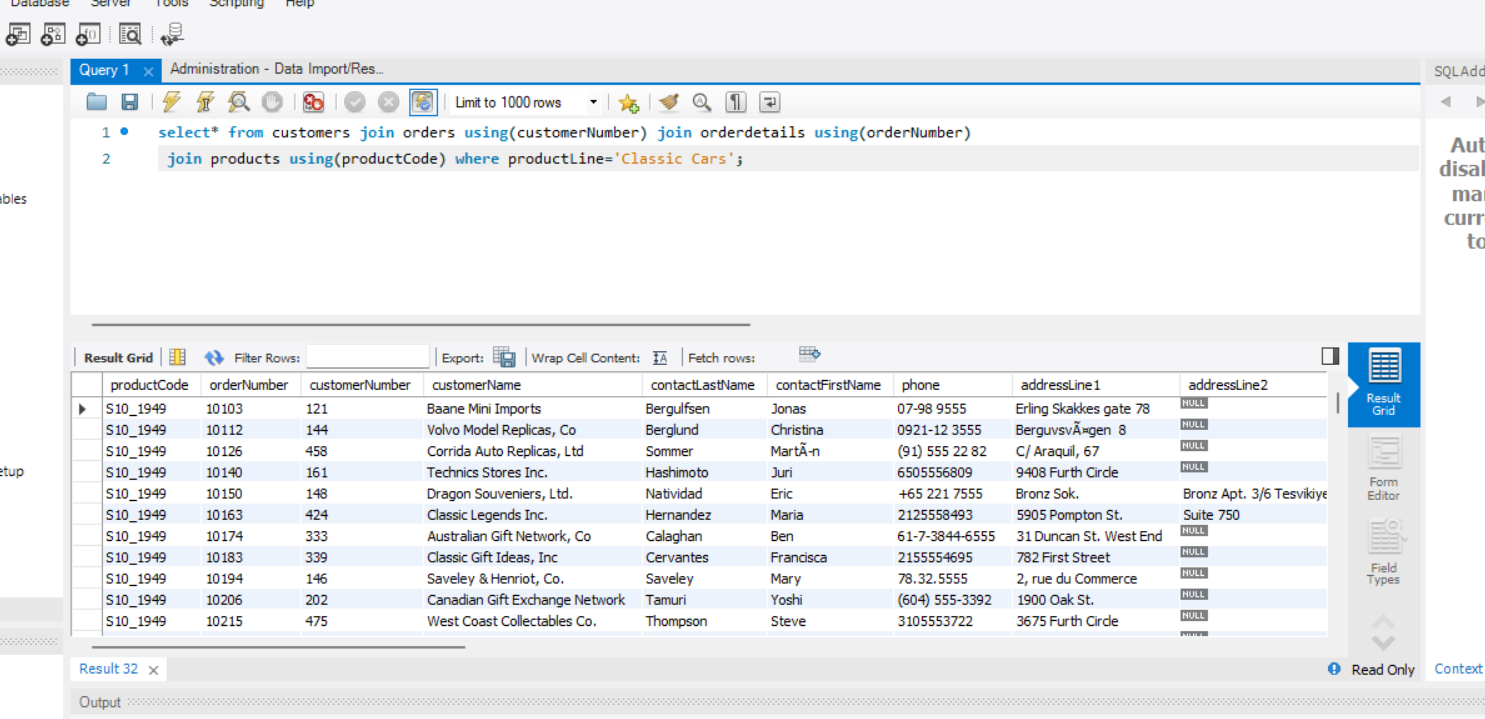 Database Server Tools Scripting Help
Query 1 Administration - Data Import/Res...
SQLAdd
Limit to 1000 rows
1 select* from customers join orders using(customerNumber) join orderdetails using(orderNumber)
2 join products using(productCode) where productLine='Classic Cars';
Aut
disal
mai
curr
to
ables
etup
Result Grid Filter Rows: Export: Wrap Cell Content: Fetch rows:
productCode orderNumber customerNumber customerName contactLastName contactFirstName phone addressLine1 addressLine2
S10_1949 10103 121 Baane Mini Imports Bergulfsen Jonas 07-98 9555 Erling Skakkes gate 78 NULL
S10_1949 10112 144 Volvo Model Replicas, Co Berglund Christina 0921-12 3555 BerguvsvÃ¤gen 8 NULL
S10_1949 10126 458 Corrida Auto Replicas, Ltd Sommer MartÃ-n (91) 555 22 82 C/ Araquil, 67 NULL
S10_1949 10140 161 Technics Stores Inc. Hashimoto Juri 6505556809 9408 Furth Circle NULL
S10_1949 10150 148 Dragon Souveniers, Ltd. Natividad Eric +65 221 7555 Bronz Sok. Bronz Apt. 3/6 Tesvikiye
S10_1949 10163 424 Classic Legends Inc. Hernandez Maria 2125558493 5905 Pompton St. Suite 750
S10_1949 10174 333 Australian Gift Network, Co Calaghan Ben 61-7-3844-6555 31 Duncan St. West End NULL
S10_1949 10183 339 Classic Gift Ideas, Inc Cervantes Francisca 2155554695 782 First Street NULL
S10_1949 10194 146 Saveley & Henriot, Co. Saveley Mary 78.32.5555 2, rue du Commerce NULL
S10_1949 10206 202 Canadian Gift Exchange Network Tamuri Yoshi (604) 555-3392 1900 Oak St. NULL
S10_1949 10215 475 West Coast Collectables Co. Thompson Steve 3105553722 3675 Furth Circle NULL
Result
Grid
Form
Editor
Field
Types
Result 32
Read Only
Context
Output